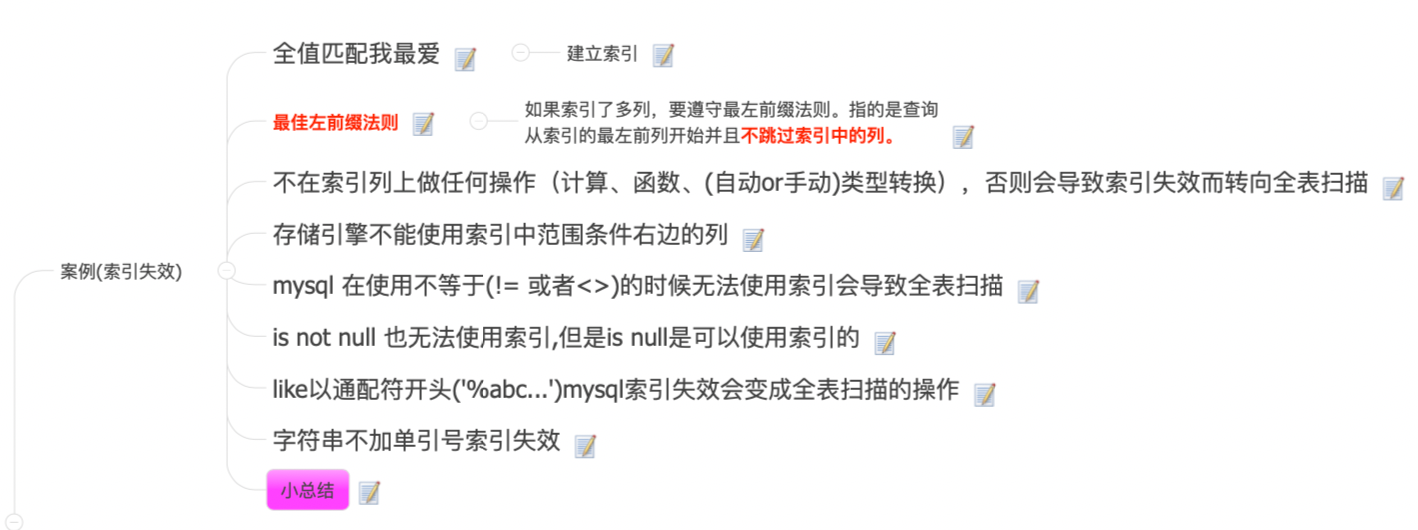 全值匹配我最爱
建立索引
最佳左前缀法则
如果索引了多列，要遵守最左前缀法则。指的是查询
从索引的最左前列开始并且不跳过索引中的列。
不在索引列上做任何操作（计算、函数、(自动or手动)类型转换），否则会导致索引失效而转向全表扫描
存储引擎不能使用索引中范围条件右边的列
案例(索引失效)
mysql 在使用不等于(!= 或者<>)的时候无法使用索引会导致全表扫描
is not null 也无法使用索引,但是is null是可以使用索引的
like以通配符开头('%abc...')mysql索引失效会变成全表扫描的操作
字符串不加单引号索引失效
小总结